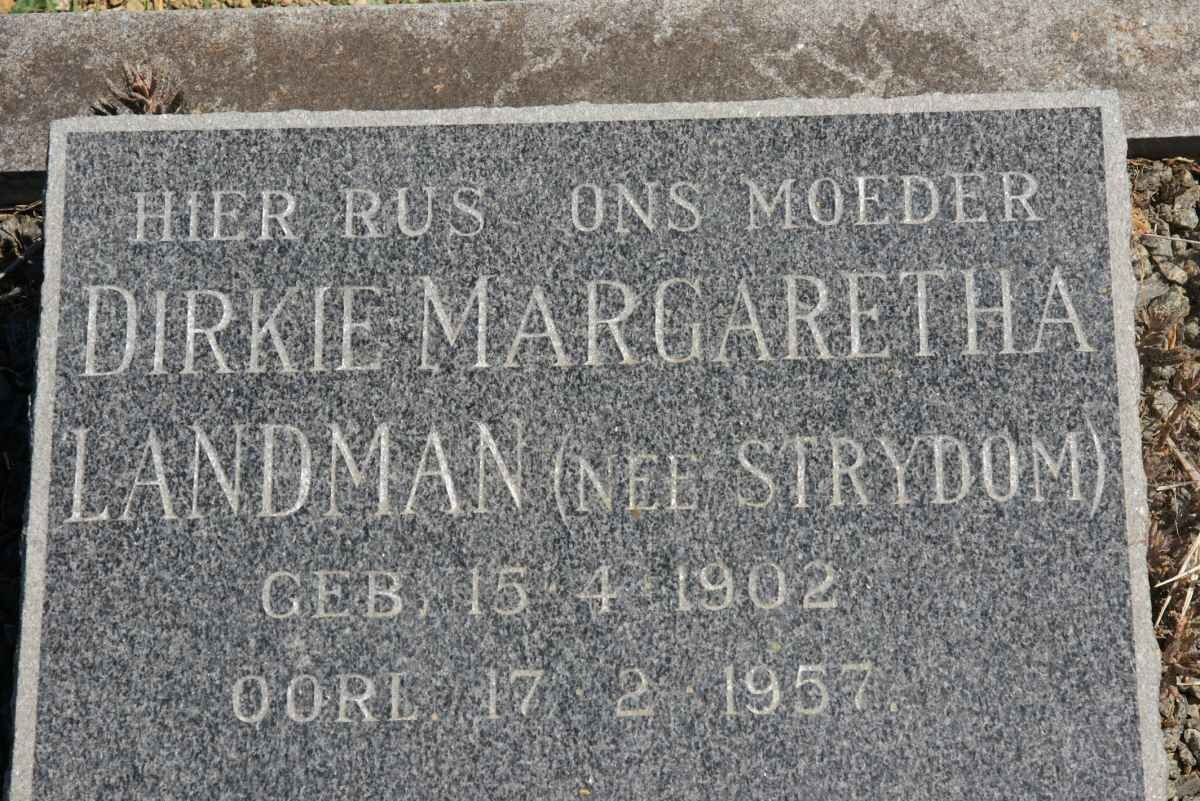 HIER RUS ONS MOEDER
DIRKIE MARGARETHA
LANDMAN (NEE STRYDOM)
GEB. 15·4·1902
OORL. 17·2·1957.